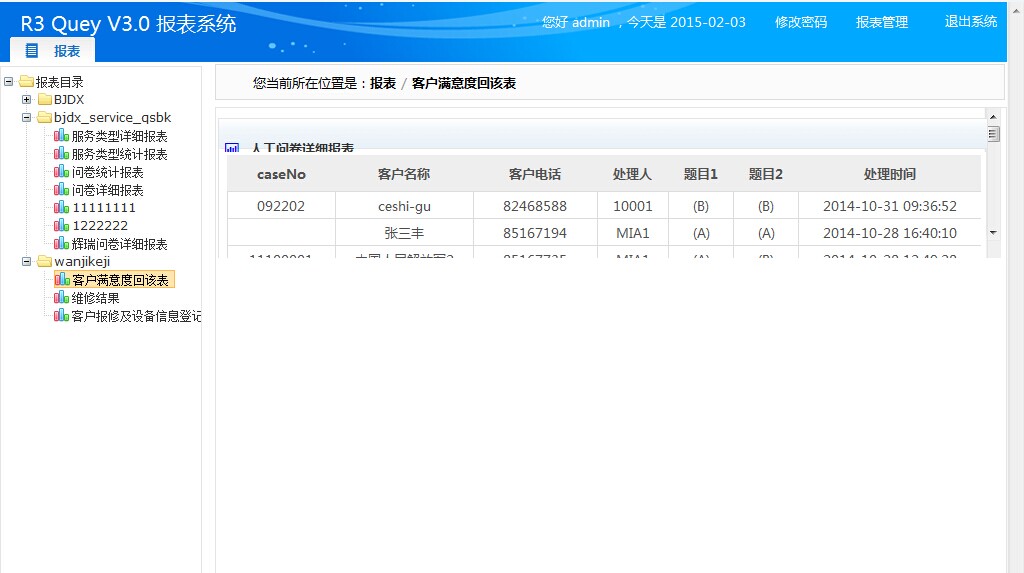 R3 Quey V3.0 报表系统
您好 admin ，今天是 2015-02-03 修改密码 报表管理 退出系统
报表
您当前所在位置是：报表 / 客户满意度回该表
报表目录
BJDX
bjdx_service_qsbk
服务类型详细报表
服务类型统计报表
问卷统计报表
问卷详细报表
11111111
1222222
辉瑞问卷详细报表
wanjikeji
客户满意度回该表
维修结果
客户报修及设备信息登记
人工问卷详细报表
caseNo 客户名称 客户电话 处理人 题目1 题目2 处理时间
092202 ceshi-gu 82468588 10001 (B) (B) 2014-10-31 09:36:52
张三丰 85167194 MIA1 (A) (A) 2014-10-28 16:40:10